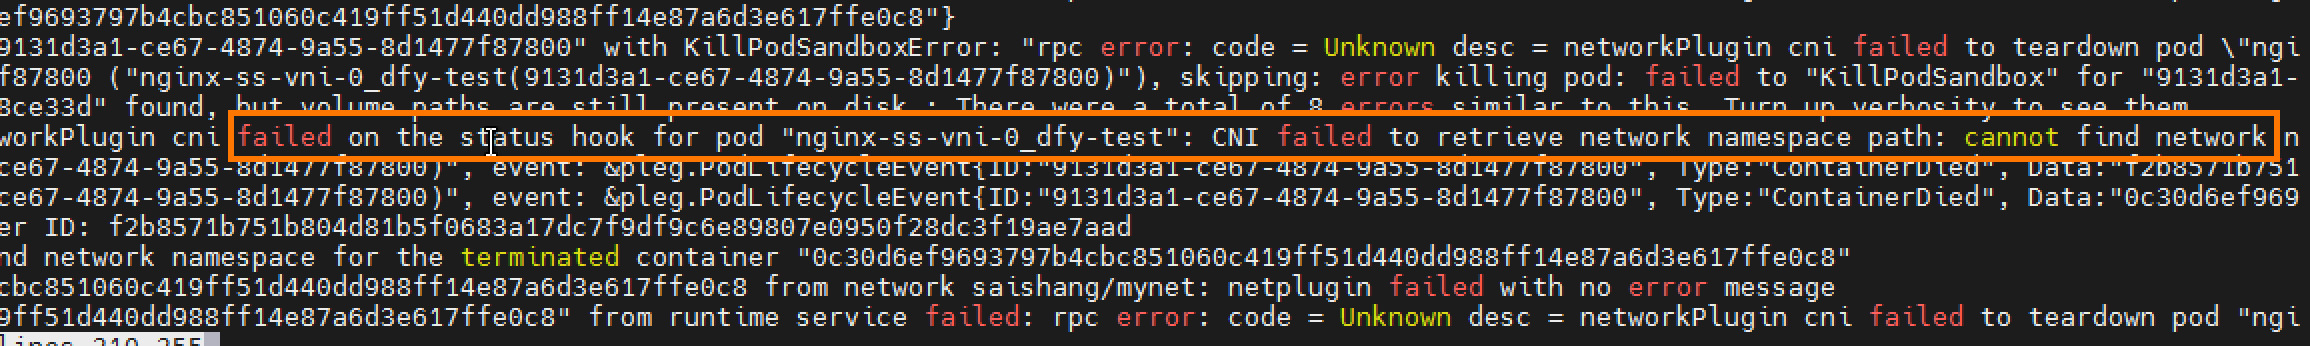 ef9693797b4cbc851060c419ff51d440dd988ff14e87a6d3e617ffe0c8"}
9131d3a1-ce67-4874-9a55-8d1477f87800" with KillPodSandboxError: "rpc error: code = Unknown desc = networkPlugin cni failed to teardown pod \"ngi
f87800 ("nginx-ss-vni-0_dfy-test(9131d3a1-ce67-4874-9a55-8d1477f87800)"), skipping: error killing pod: failed to "KillPodSandbox" for "9131d3a1-
8ce33d" found, but volume paths are still present on disk : There were a total of 8 errors similar to this. Turn up verbosity to see them.
workPlugin cni failed on the status hook for pod "nginx-ss-vni-0_dfy-test": CNI failed to retrieve network namespace path: cannot find network n
ce67-4874-9a55-8d1477f87800)", event: &pleg.PodLifecycleEvent{ID:"9131d3a1-ce67-4874-9a55-8d1477f87800", Type:"ContainerDied", Data:"f2b8571b751
ce67-4874-9a55-8d1477f87800)", event: &pleg.PodLifecycleEvent{ID:"9131d3a1-ce67-4874-9a55-8d1477f87800", Type:"ContainerDied", Data:"0c30d6ef969
er ID: f2b8571b751b804d81b5f0683a17dc7f9df9c6e89807e0950f28dc3f19ae7aad
nd network namespace for the terminated container "0c30d6ef9693797b4cbc851060c419ff51d440dd988ff14e87a6d3e617ffe0c8"
cbc851060c419ff51d440dd988ff14e87a6d3e617ffe0c8 from network saishang/mynet: netplugin failed with no error message
9ff51d440dd988ff14e87a6d3e617ffe0c8" from runtime service failed: rpc error: code = Unknown desc = networkPlugin cni failed to teardown pod "ngi
lines 210-255